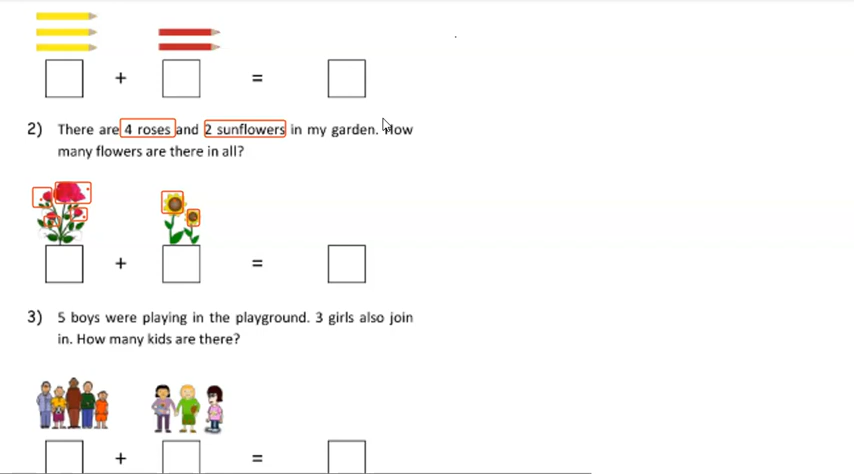 + =
2) There are 4 roses and 2 sunflowers in my garden. How
many flowers are there in all?
+ =
3) 5 boys were playing in the playground. 3 girls also join
in. How many kids are there?
+ =